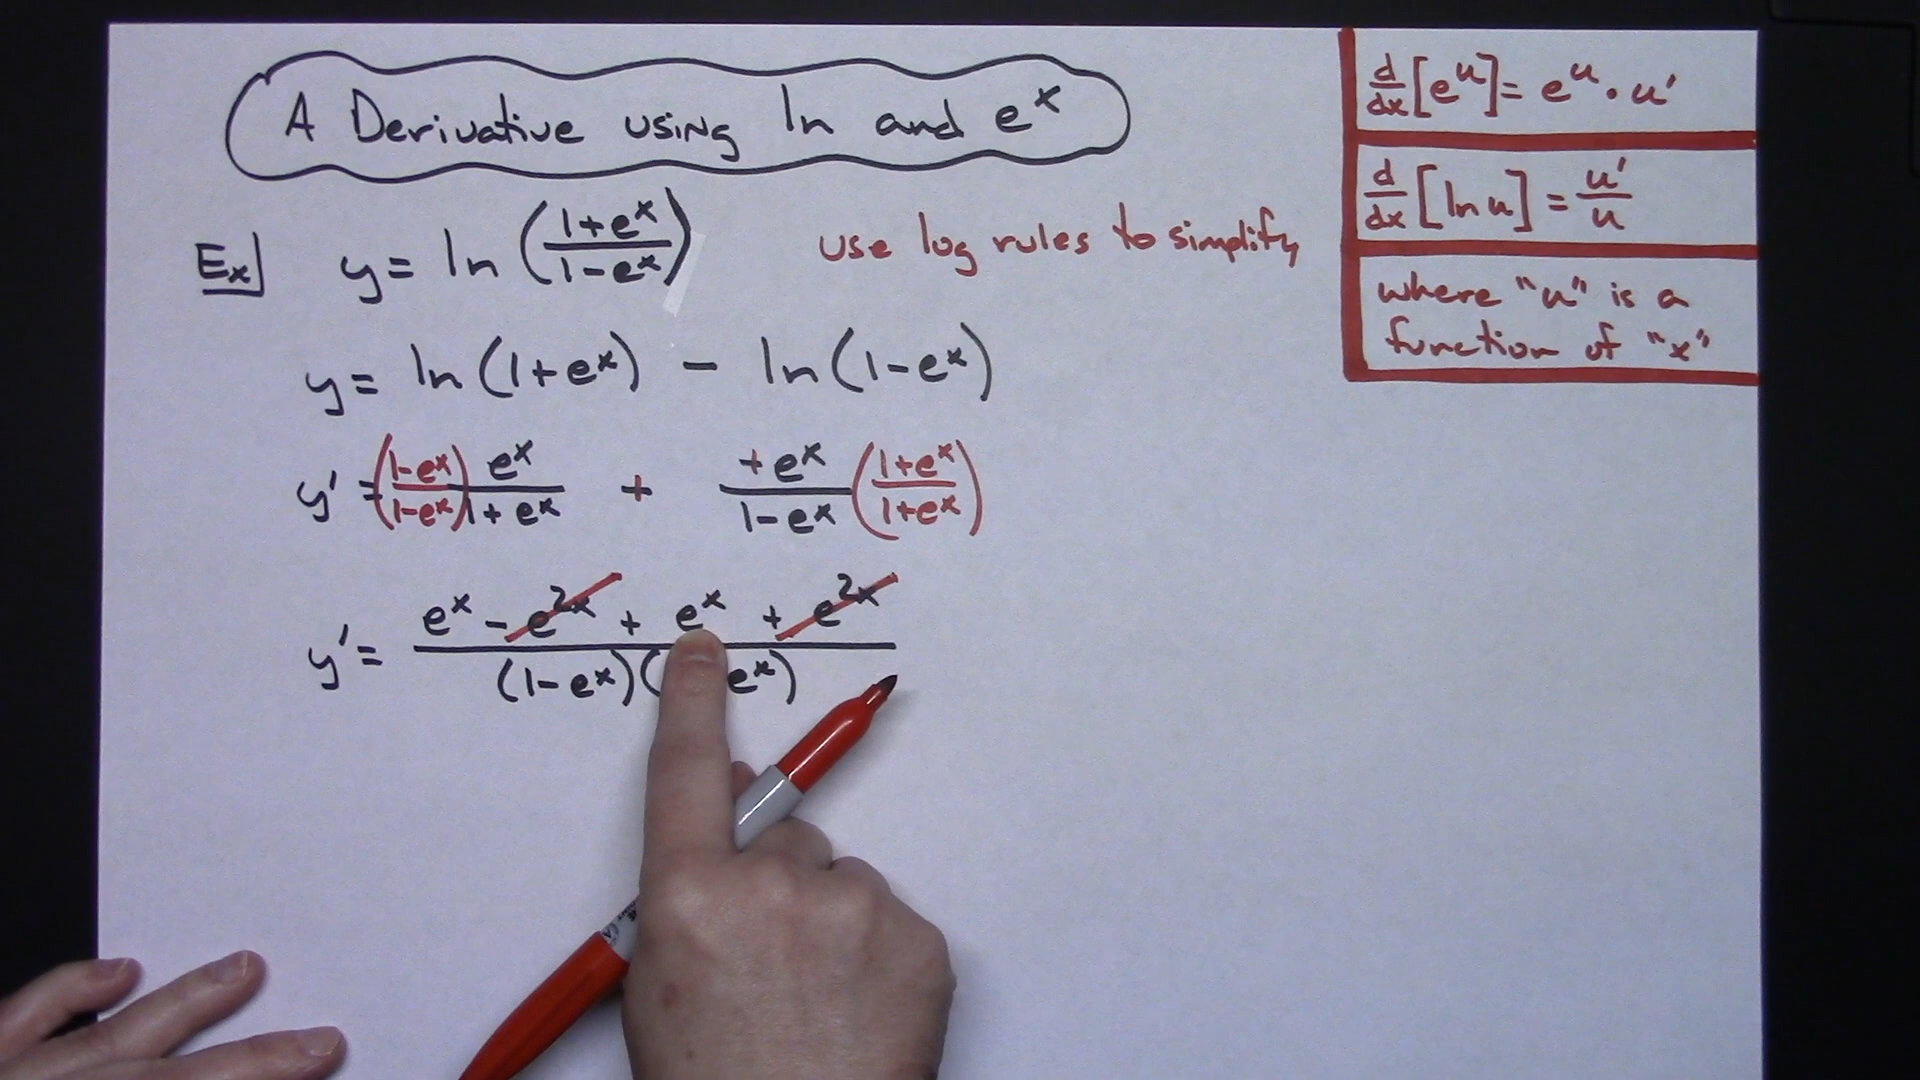 A Derivative using ln and e^x
Ex] y = ln ((1+e^x)/(1-e^x)) use log rules to simplify
y = ln (1+e^x) - ln (1-e^x)
y' = ((1-e^x)/(1-e^x)) e^x/(1+e^x) + (+e^x)/(1-e^x) ((1+e^x)/(1+e^x))
y' = (e^x - e^2x + e^x + e^2x)/((1-e^x)( e^x))
d/dx [e^u] = e^u · u'
d/dx [ln u] = u'/u
where "u" is a
function of "x"